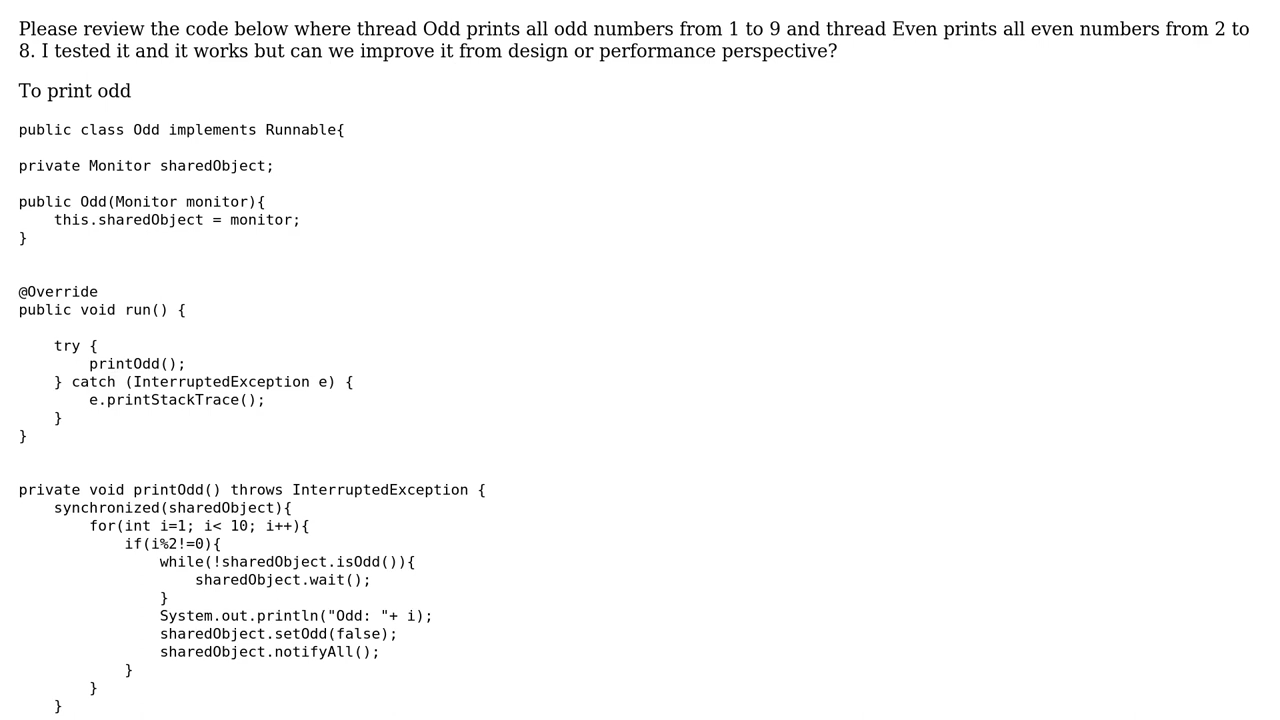 Please review the code below where thread Odd prints all odd numbers from 1 to 9 and thread Even prints all even numbers from 2 to
8. I tested it and it works but can we improve it from design or performance perspective?
To print odd
public class Odd implements Runnable{
private Monitor sharedObject;
public Odd(Monitor monitor){
    this.sharedObject = monitor;
}
@Override
public void run() {
    try {
        printOdd();
    } catch (InterruptedException e) {
        e.printStackTrace();
    }
}
private void printOdd() throws InterruptedException {
    synchronized(sharedObject){
        for(int i=1; i< 10; i++){
            if(i%2!=0){
                while(!sharedObject.isOdd()){
                    sharedObject.wait();
                }
                System.out.println("Odd: "+ i);
                sharedObject.setOdd(false);
                sharedObject.notifyAll();
            }
        }
    }